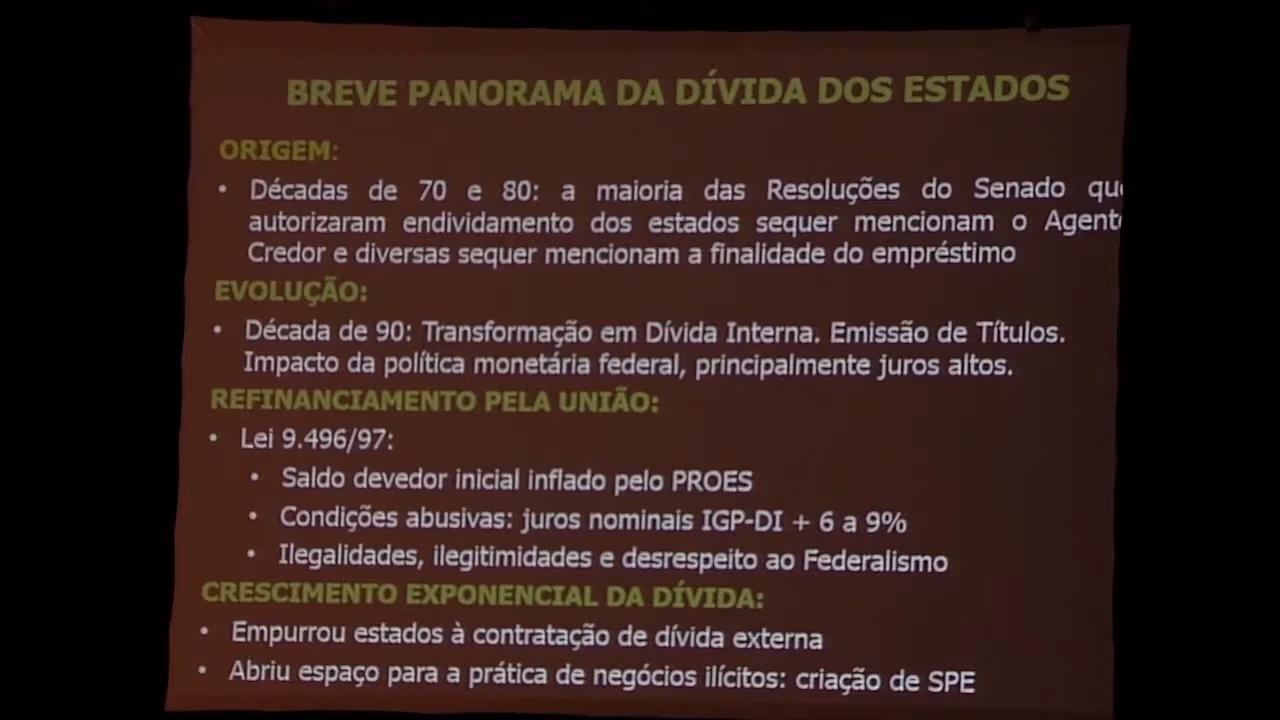 BREVE PANORAMA DA DÍVIDA DOS ESTADOS
ORIGEM:
• Décadas de 70 e 80: a maioria das Resoluções do Senado
autorizaram endividamento dos estados sequer mencionam o
Credor e diversas sequer mencionam a finalidade do empréstimo
EVOLUÇÃO:
• Década de 90: Transformação em Dívida Interna. Emissão de Títulos.
Impacto da política monetária federal, principalmente juros altos.
REFINANCIAMENTO PELA UNIÃO:
• Lei 9.496/97:
• Saldo devedor inicial inflado pelo PROES
• Condições abusivas: juros nominais IGP-DI + 6 a 9%
• Ilegalidades, ilegitimidades e desrespeito ao Federalismo
CRESCIMENTO EXPONENCIAL DA DÍVIDA:
• Empurrou estados à contratação de dívida externa
• Abriu espaço para a prática de negócios ilícitos: criação de SPE